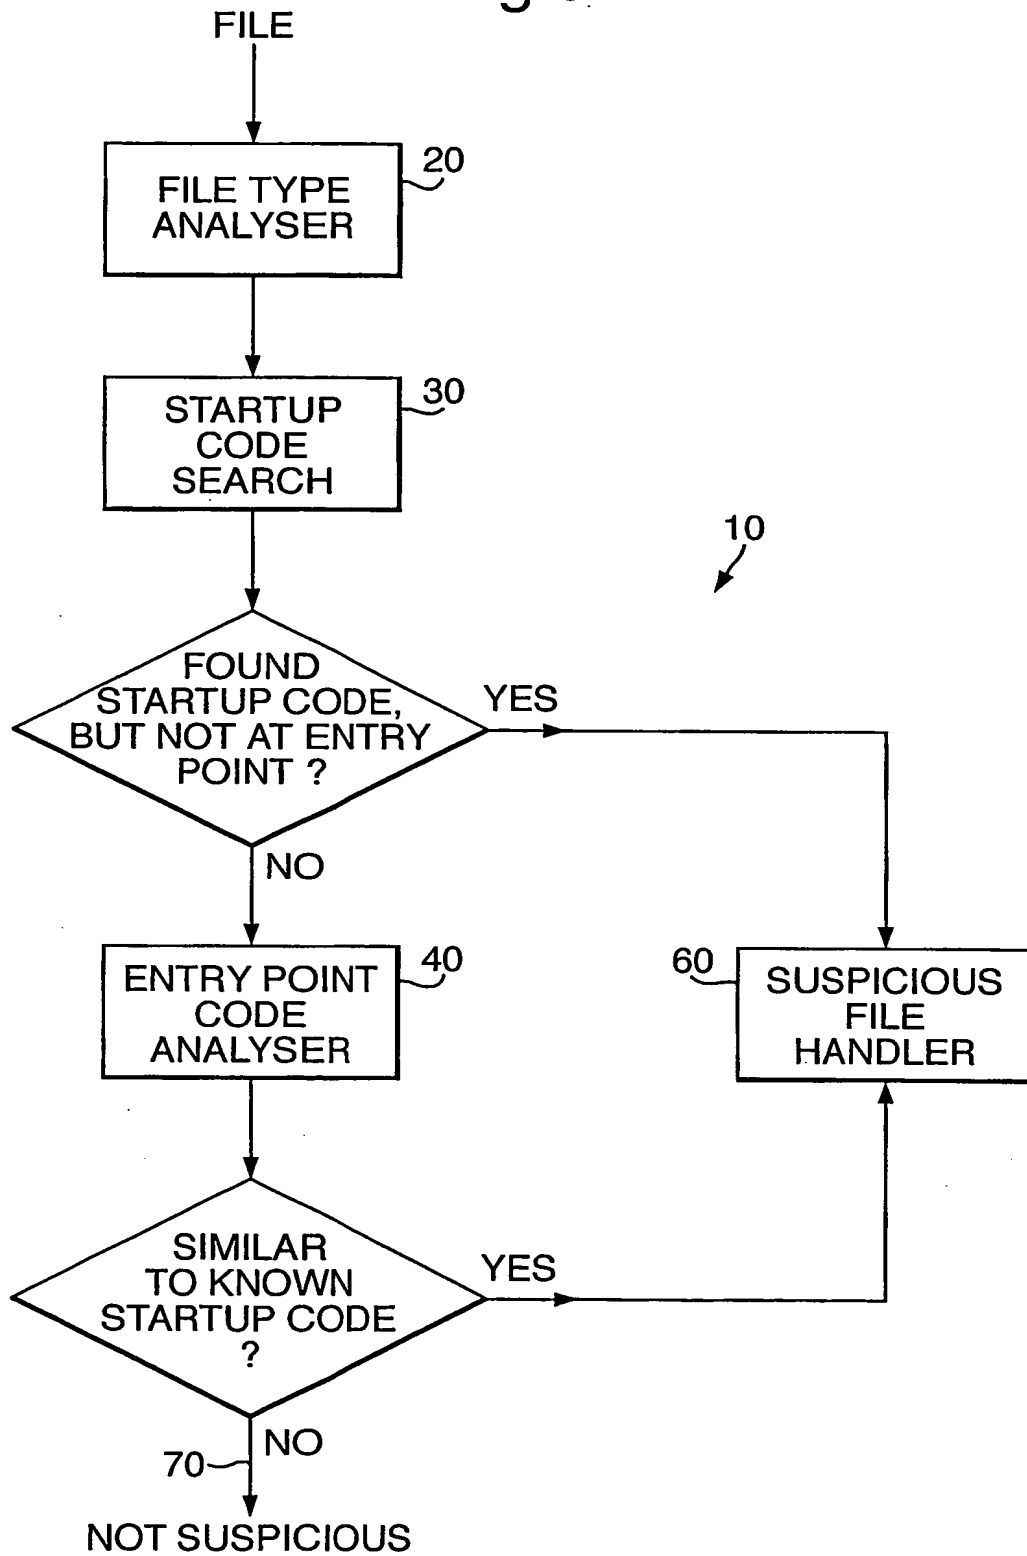 FILE
20
FILE TYPE
ANALYSER
30
STARTUP
CODE
SEARCH
10
FOUND
STARTUP CODE,
BUT NOT AT ENTRY
POINT ?
YES
NO
40
ENTRY POINT
CODE
ANALYSER
60
SUSPICIOUS
FILE
HANDLER
SIMILAR
TO KNOWN
STARTUP CODE
?
YES
NO
70
NOT SUSPICIOUS